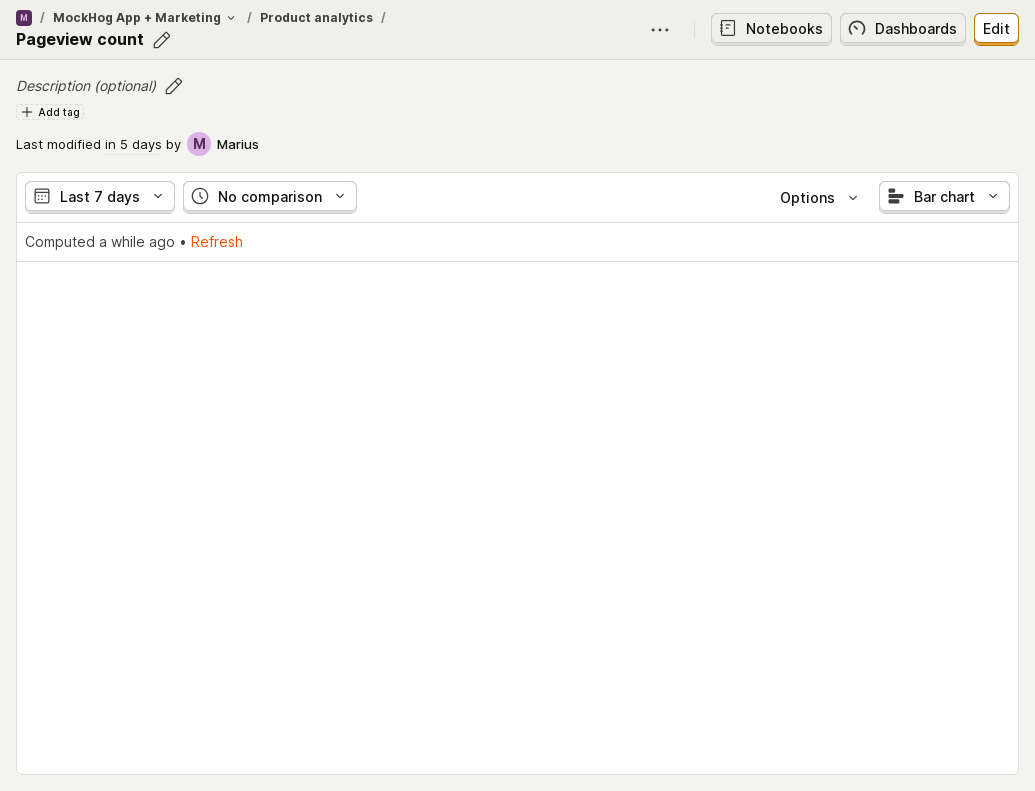 M / MockHog App + Marketing / Product analytics /
Pageview count
Notebooks Dashboards Edit
Description (optional)
Add tag
Last modified in 5 days by M Marius
Last 7 days No comparison Options Bar chart
Computed a while ago • Refresh